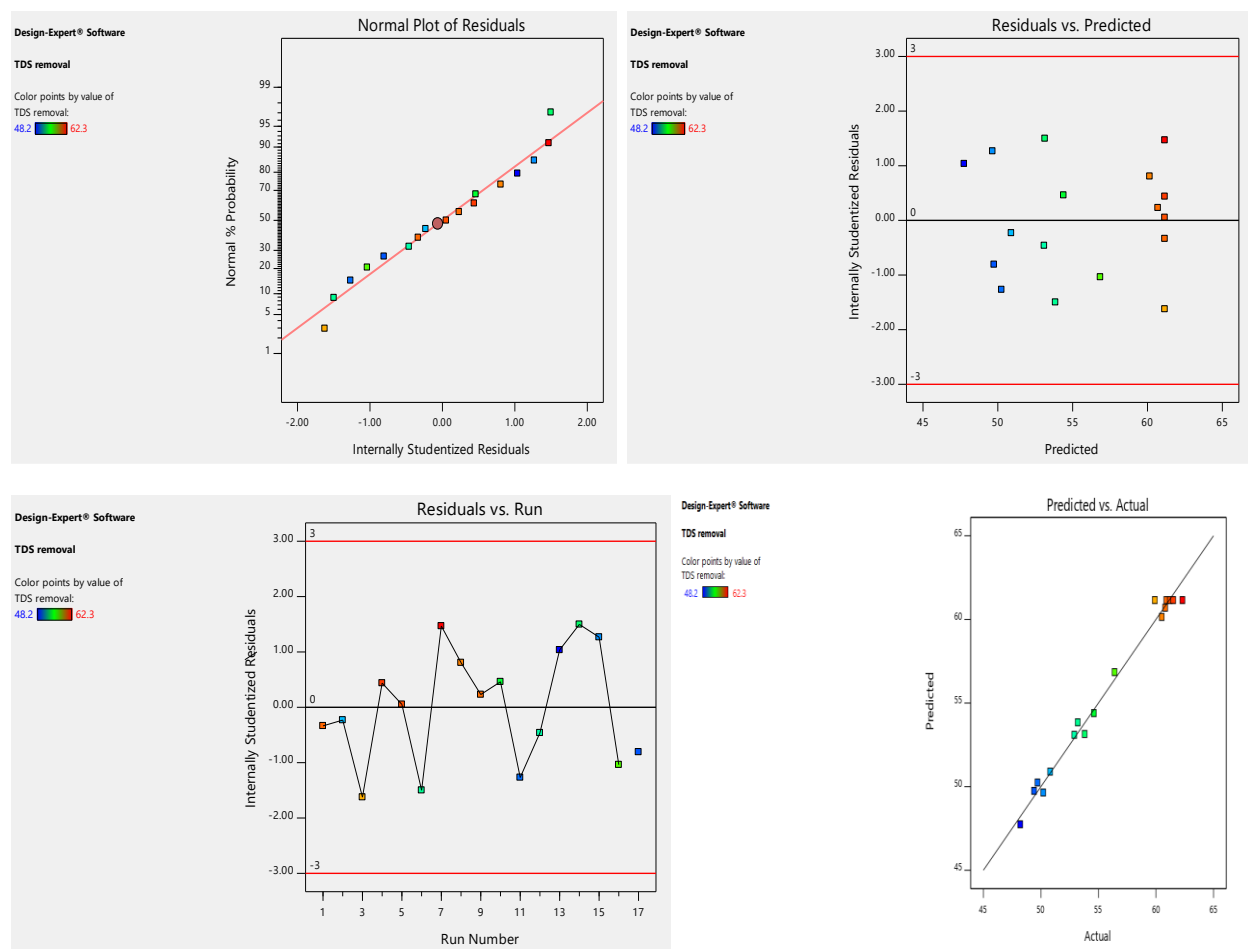 Normal Plot of Residuals
Design-Expert® Software
TDS removal
Color points by value of
TDS removal:
48.2 62.3
Normal % Probability
99
95
90
80
70
50
30
20
10
5
1
-2.00 -1.00 0.00 1.00 2.00
Internally Studentized Residuals
Residuals vs. Predicted
Design-Expert® Software
TDS removal
Color points by value of
TDS removal:
48.2 62.3
Internally Studentized Residuals
3.00
2.00
1.00
0.00
-1.00
-2.00
-3.00
3
0
-3
45 50 55 60 65
Predicted
Residuals vs. Run
Design-Expert® Software
TDS removal
Color points by value of
TDS removal:
48.2 62.3
Internally Studentized Residuals
3.00
2.00
1.00
0.00
-1.00
-2.00
-3.00
3
0
-3
1 3 5 7 9 11 13 15 17
Run Number
Predicted vs. Actual
Design-Expert® Software
TDS removal
Color points by value of
TDS removal:
48.2 62.3
Predicted
65
60
55
50
45
45 50 55 60 65
Actual